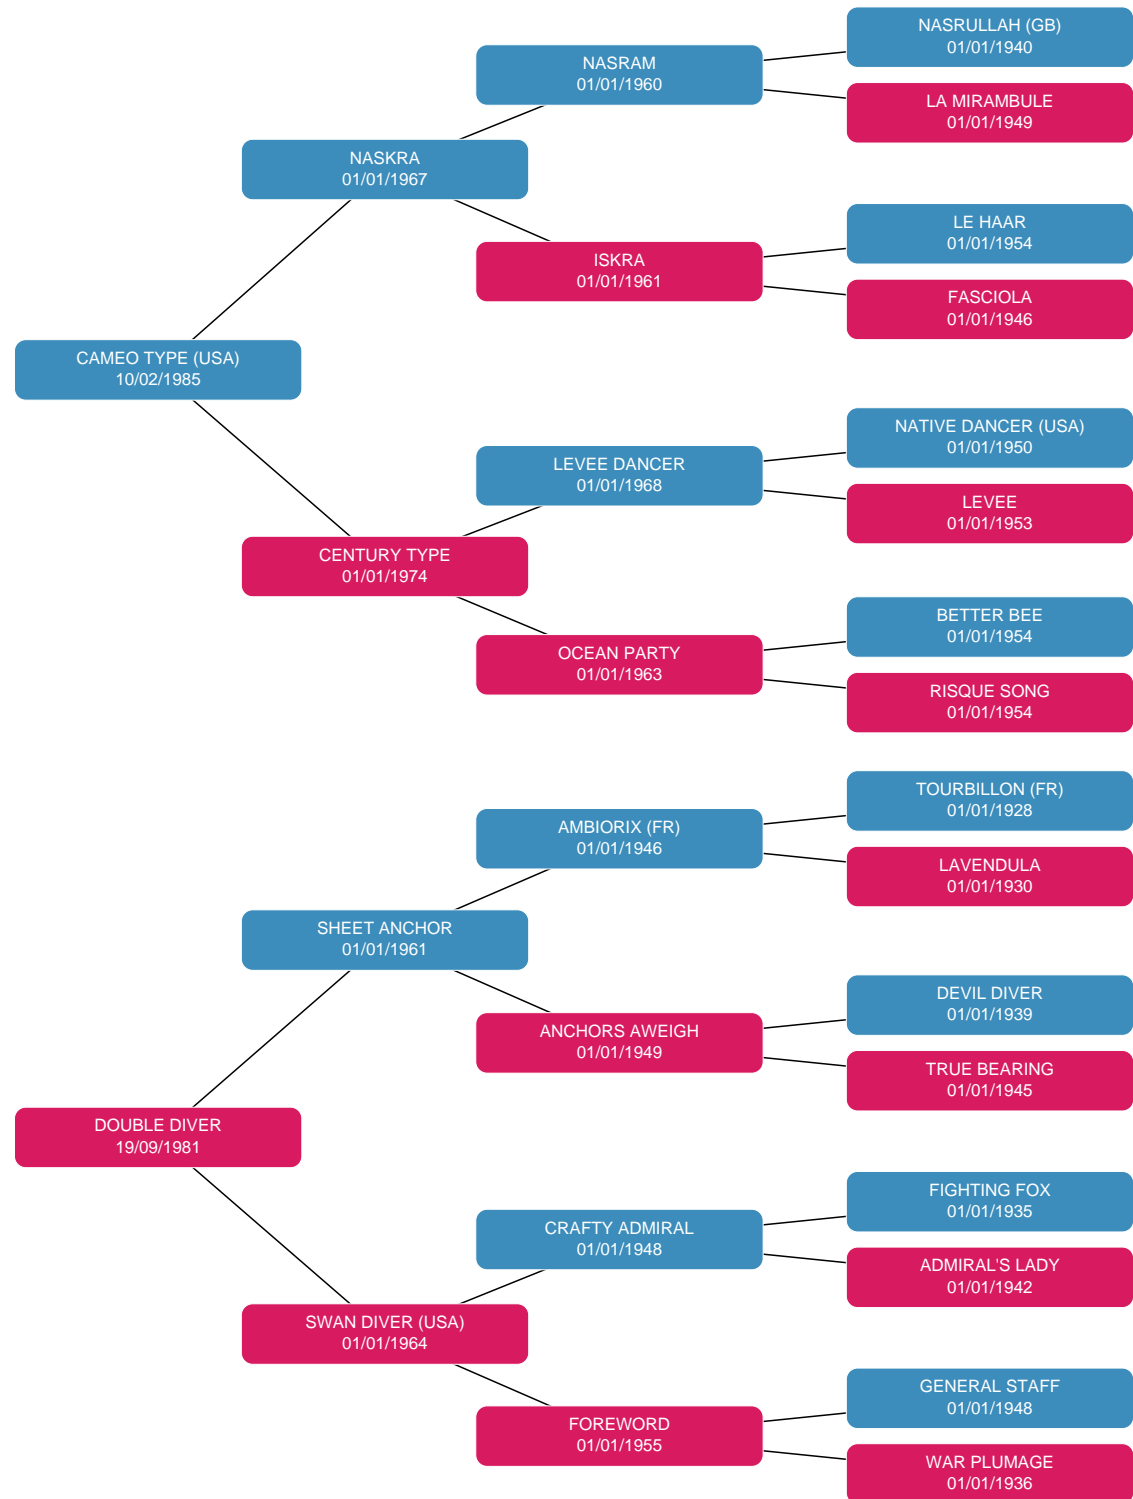 NASRULLAH (GB)
01/01/1940
NASRAM
01/01/1960
LA MIRAMBULE
01/01/1949
NASKRA
01/01/1967
LE HAAR
01/01/1954
ISKRA
01/01/1961
FASCIOLA
01/01/1946
CAMEO TYPE (USA)
10/02/1985
NATIVE DANCER (USA)
01/01/1950
LEVEE DANCER
01/01/1968
LEVEE
01/01/1953
CENTURY TYPE
01/01/1974
BETTER BEE
01/01/1954
OCEAN PARTY
01/01/1963
RISQUE SONG
01/01/1954
TOURBILLON (FR)
01/01/1928
AMBIORIX (FR)
01/01/1946
LAVENDULA
01/01/1930
SHEET ANCHOR
01/01/1961
DEVIL DIVER
01/01/1939
ANCHORS AWEIGH
01/01/1949
TRUE BEARING
01/01/1945
DOUBLE DIVER
19/09/1981
FIGHTING FOX
01/01/1935
CRAFTY ADMIRAL
01/01/1948
ADMIRAL'S LADY
01/01/1942
SWAN DIVER (USA)
01/01/1964
GENERAL STAFF
01/01/1948
FOREWORD
01/01/1955
WAR PLUMAGE
01/01/1936